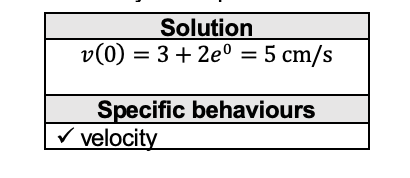 Solution
v(0) = 3 + 2e⁰ = 5 cm/s
Specific behaviours
✓ velocity